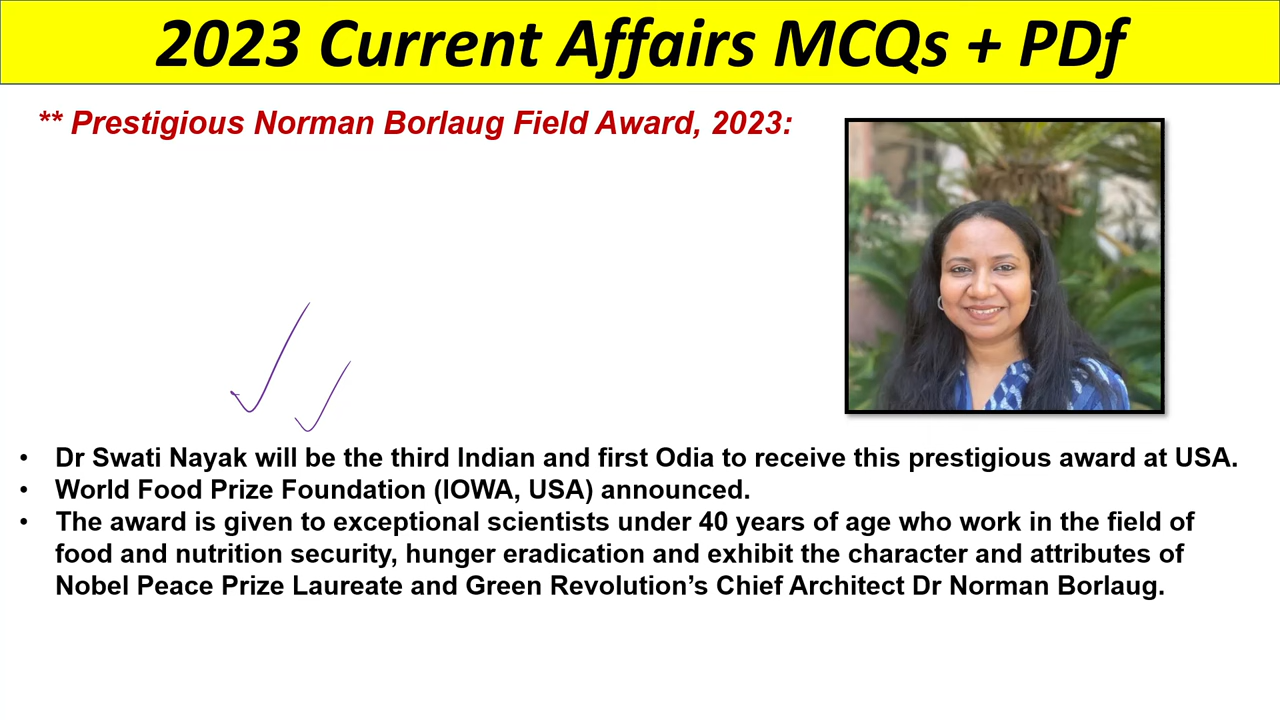 2023 Current Affairs MCQs + PDf
** Prestigious Norman Borlaug Field Award, 2023:
• Dr Swati Nayak will be the third Indian and first Odia to receive this prestigious award at USA.
• World Food Prize Foundation (IOWA, USA) announced.
• The award is given to exceptional scientists under 40 years of age who work in the field of
food and nutrition security, hunger eradication and exhibit the character and attributes of
Nobel Peace Prize Laureate and Green Revolution’s Chief Architect Dr Norman Borlaug.